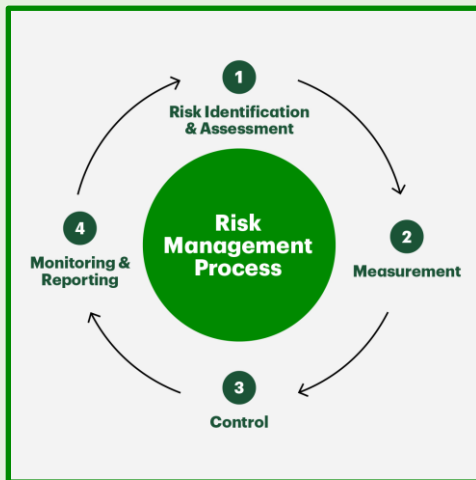 1
Risk Identification
& Assessment
Risk
Management
Process
2
Measurement
3
Control
4
Monitoring &
Reporting